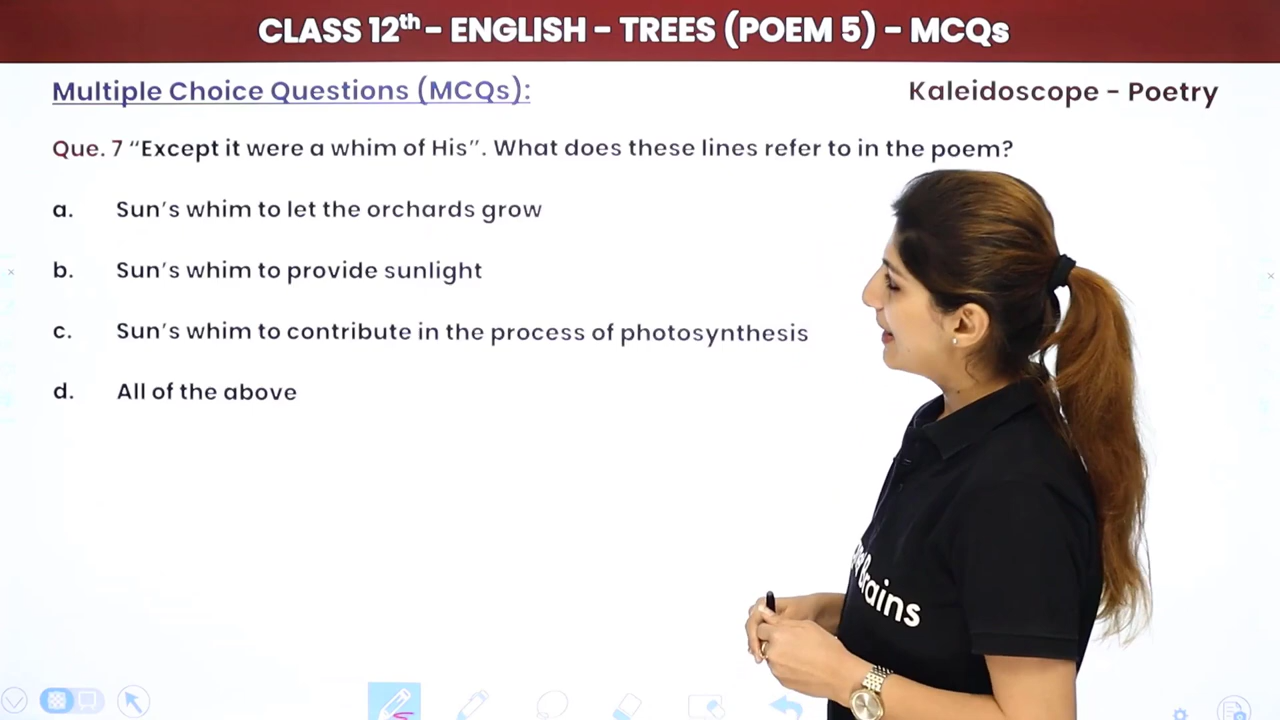 CLASS 12th – ENGLISH – TREES (POEM 5) – MCQs
Multiple Choice Questions (MCQs):
Kaleidoscope - Poetry
Que. 7 “Except it were a whim of His”. What does these lines refer to in the poem?
a. Sun’s whim to let the orchards grow
b. Sun’s whim to provide sunlight
c. Sun’s whim to contribute in the process of photosynthesis
d. All of the above